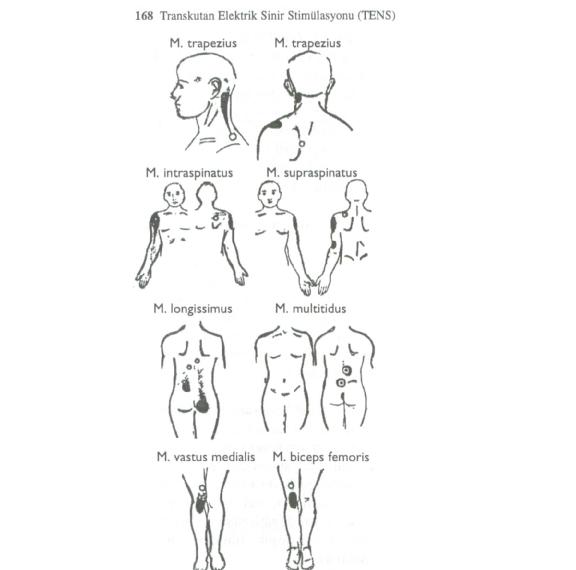 168 Transkutan Elektrik Sinir Stimülasyonu (TENS)
M. trapezius M. trapezius
M. intraspinatus M. supraspinatus
M. longissimus M. multitidus
M. vastus medialis M. biceps femoris